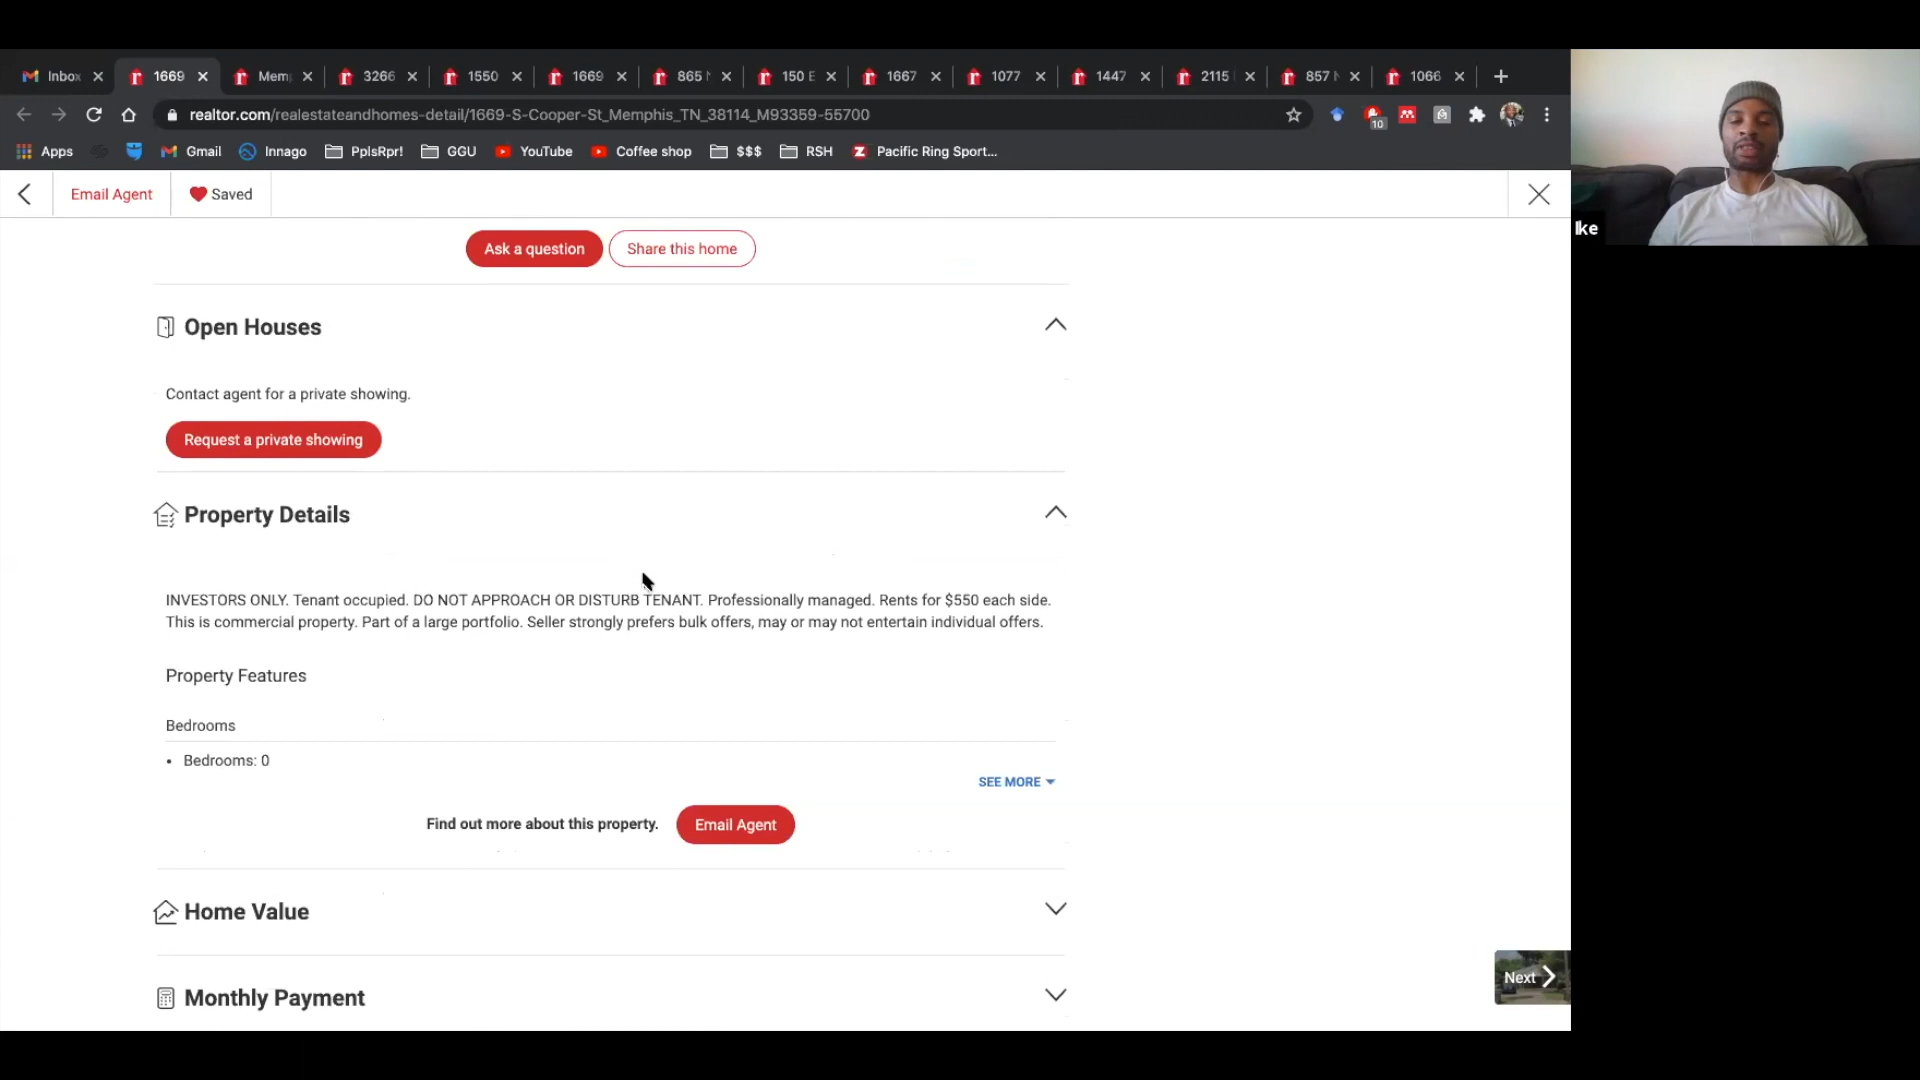 Inbox
1669
Mem
3266
1550
1669
865
150 E
1667
1077
1447
2115
857
1066
realtor.com/realestateandhomes-detail/1669-S-Cooper-St_Memphis_TN_38114_M93359-55700
10
Apps
Gmail
Innago
PplsRpr!
GGU
YouTube
Coffee shop
$$$
RSH
Pacific Ring Sport...
Email Agent
Saved
Ike
Ask a question
Share this home
Open Houses
Contact agent for a private showing.
Request a private showing
Property Details
INVESTORS ONLY. Tenant occupied. DO NOT APPROACH OR DISTURB TENANT. Professionally managed. Rents for $550 each side.
This is commercial property. Part of a large portfolio. Seller strongly prefers bulk offers, may or may not entertain individual offers.
Property Features
Bedrooms
• Bedrooms: 0
SEE MORE
Find out more about this property.
Email Agent
Home Value
Next
Monthly Payment